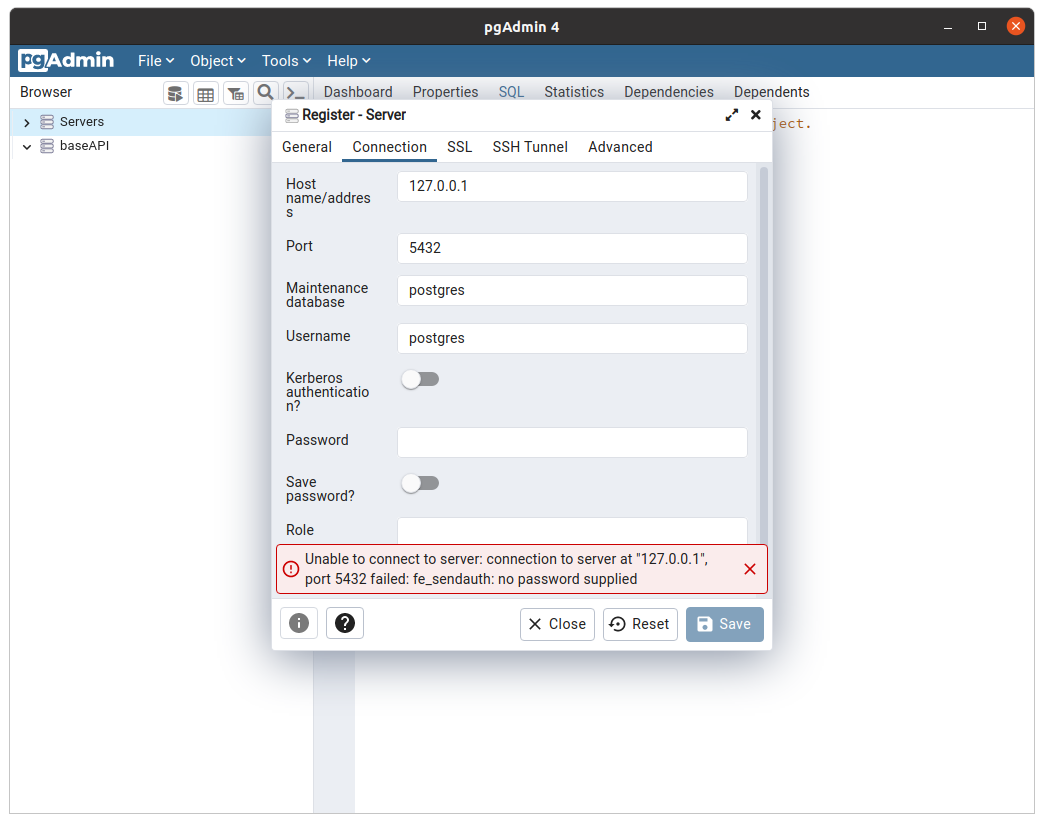 pgAdmin 4
pgAdmin File Object Tools Help
Browser Dashboard Properties SQL Statistics Dependencies Dependents
Servers
baseAPI
ject.
Register - Server
General Connection SSL SSH Tunnel Advanced
Host
name/addres
s
127.0.0.1
Port
5432
Maintenance
database
postgres
Username
postgres
Kerberos
authenticatio
n?
Password
Save
password?
Role
Unable to connect to server: connection to server at "127.0.0.1",
port 5432 failed: fe_sendauth: no password supplied
Close Reset Save